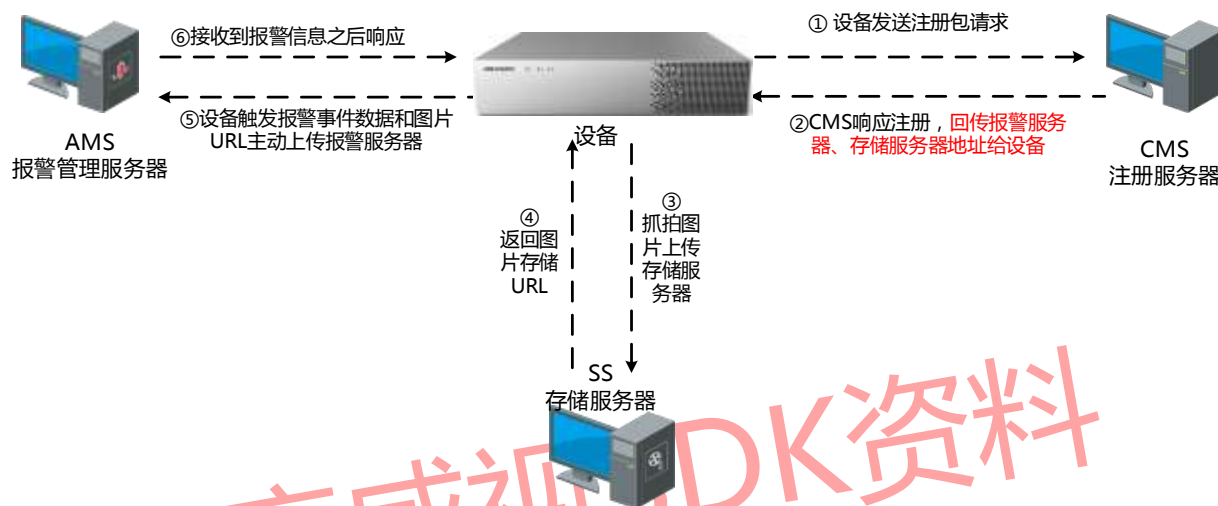 ⑥接收到报警信息之后响应
① 设备发送注册包请求
⑤设备触发报警事件数据和图片
URL主动上传报警服务器
②CMS响应注册，回传报警服务
器、存储服务器地址给设备
AMS
报警管理服务器
设备
CMS
注册服务器
④
返回图
片存储
URL
③
抓拍图
片上传
存储服
务器
SS
存储服务器
威视SDK资料